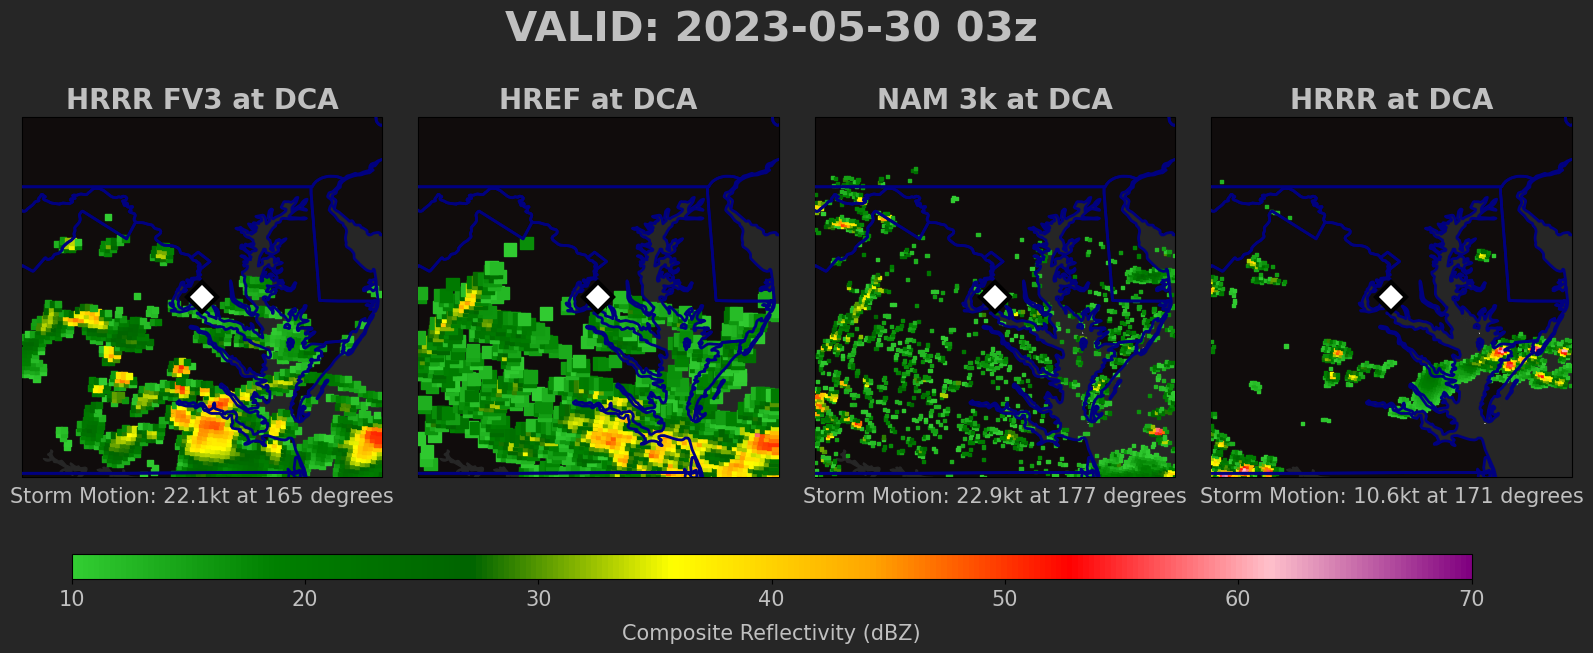 VALID: 2023-05-30 03z
HRRR FV3 at DCA
HREF at DCA
NAM 3k at DCA
HRRR at DCA
Storm Motion: 22.1kt at 165 degrees
Storm Motion: 22.9kt at 177 degrees
Storm Motion: 10.6kt at 171 degrees
10 20 30 40 50 60 70
Composite Reflectivity (dBZ)